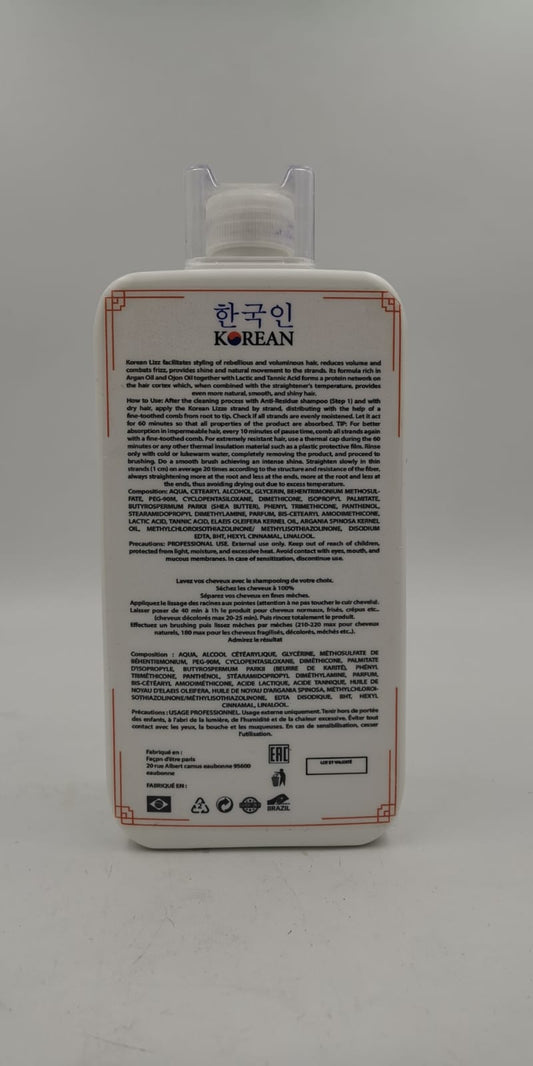 한국인
KOREAN
Korean Lizz facilitates styling of rebellious and voluminous hair, reduces volume and
combats frizz, provides shine and natural movement to the strands. Its formula rich in
Argan Oil and Ojon Oil together with Lactic and Tannic Acid forms a protein network on
the hair cortex which, when combined with the straightener's temperature, provides
even more natural, smooth, and shiny hair.
How to Use: After the cleaning process with Anti-Residue shampoo (Step 1) and with
dry hair, apply the Korean Lizze strand by strand, distributing with the help of a
fine-toothed comb from root to tip. Check if all strands are evenly moistened. Let it act
for 60 minutes so that all properties of the product are absorbed. TIP: For better
absorption in impermeable hair, every 10 minutes of pause time, comb all strands again
with a fine-toothed comb. For extremely resistant hair, use a thermal cap during the 60
minutes or any other thermal insulation material such as a plastic protective film. Rinse
only with cold or lukewarm water, completely removing the product, and proceed to
brushing. Do a smooth brush achieving an intense shine. Straighten slowly in thin
strands (1 cm) on average 20 times according to the structure and resistance of the fiber,
always straightening more at the root and less at the ends, more at the root and less at
the ends, thus avoiding drying out due to excess temperature.
Composition: AQUA, CETEARYL ALCOHOL, GLYCERIN, BEHENTRIMONIUM METHOSUL-
FATE, PEG-90M, CYCLOPENTASILOXANE, DIMETHICONE, ISOPROPYL PALMITATE,
BUTYROSPERMUM PARKII (SHEA BUTTER), PHENYL TRIMETHICONE, PANTHENOL,
STEARAMIDOPROPYL DIMETHYLAMINE, PARFUM, BIS-CETEARYL AMODIMETHICONE,
LACTIC ACID, TANNIC ACID, ELAEIS OLEIFERA KERNEL OIL, ARGANIA SPINOSA KERNEL
OIL, METHYLCHLOROISOTHIAZOLINONE/ METHYLISOTHIAZOLINONE, DISODIUM
EDTA, BHT, HEXYL CINNAMAL, LINALOOL.
Precautions: PROFESSIONAL USE. External use only. Keep out of reach of children,
protected from light, moisture, and excessive heat. Avoid contact with eyes, mouth, and
mucous membranes. In case of sensitization, discontinue use.
Lavez vos cheveux avec le shampooing de votre choix.
Séchez les cheveux à 100%
Séparez vos cheveux en fines mèches.
Appliquez le lissage des racines aux pointes (attention à ne pas toucher le cuir chevelu).
Laisser poser de 40 min à 1h le produit pour cheveux normaux, frisés, crépus etc..
(cheveux décolorés max 20-25 min). Puis rincez totalement le produit.
Effectuez un brushing puis lissez mèches par mèches (210-220 max pour cheveux
naturels, 180 max pour les cheveux fragilisés, décolorés, méchés etc.).
Admirez le résultat
Composition : AQUA, ALCOOL CÉTÉARYLIQUE, GLYCÉRINE, MÉTHOSULFATE DE
BÉHENTRIMONIUM, PEG-90M, CYCLOPENTASILOXANE, DIMÉTHICONE, PALMITATE
D'ISOPROPYLE, BUTYROSPERMUM PARKII (BEURRE DE KARITÉ), PHÉNYL
TRIMÉTHICONE, PANTHÉNOL, STÉARAMIDOPROPYL DIMÉTHYLAMINE, PARFUM,
BIS-CÉTÉARYL AMODIMÉTHICONE, ACIDE LACTIQUE, ACIDE TANNIQUE, HUILE DE
NOYAU D'ELAEIS OLEIFERA, HUILE DE NOYAU D'ARGANIA SPINOSA, MÉTHYLCHLOROI-
SOTHIAZOLINONE/MÉTHYLISOTHIAZOLINONE, EDTA DISODIQUE, BHT, HEXYL
CINNAMAL, LINALOOL.
Précautions : USAGE PROFESSIONNEL. Usage externe uniquement. Tenir hors de portée
des enfants, à l'abri de la lumière, de l'humidité et de la chaleur excessive. Éviter tout
contact avec les yeux, la bouche et les muqueuses. En cas de sensibilisation, cesser
l'utilisation.
Fabriqué en :
Façon d'être paris
20 rue Albert camus eaubonne 95600
eaubonne
EAC
LOT ET VALIDITÉ
FABRIQUÉ EN :
BRAZIL